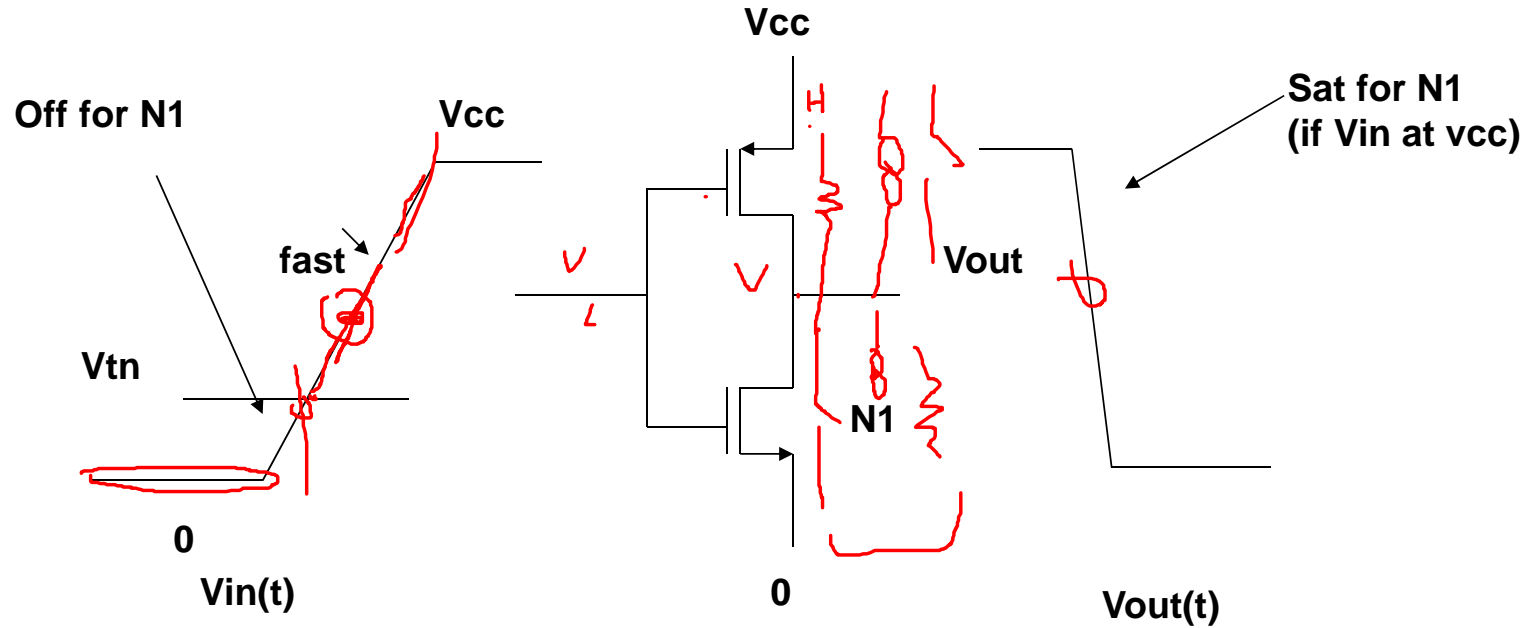 Vcc
Off for N1
Vcc
Sat for N1
(if Vin at vcc)
fast
V
V
Vout
L
Vtn
N1
0
Vin(t)
0
Vout(t)